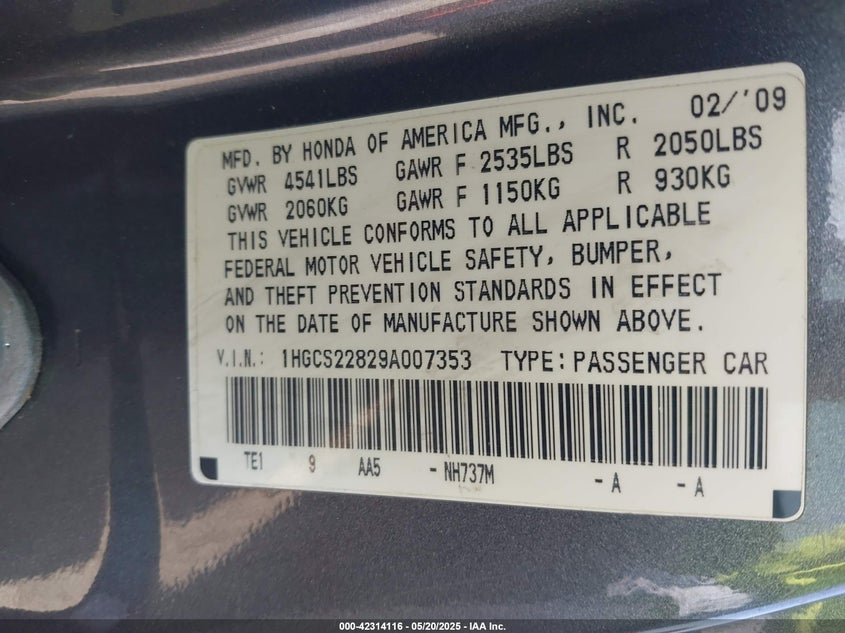 MFD. BY HONDA OF AMERICA MFG., INC. 02/'09
GVWR 4541LBS GAWR F 2535LBS R 2050LBS
GVWR 2060KG GAWR F 1150KG R 930KG
THIS VEHICLE CONFORMS TO ALL APPLICABLE
FEDERAL MOTOR VEHICLE SAFETY, BUMPER,
AND THEFT PREVENTION STANDARDS IN EFFECT
ON THE DATE OF MANUFACTURE SHOWN ABOVE.
V.I.N.: 1HGCS22829A007353 TYPE: PASSENGER CAR
TE1 9 AA5 - NH737M - A - A
000-42314116 - 05/20/2025 - IAA Inc.